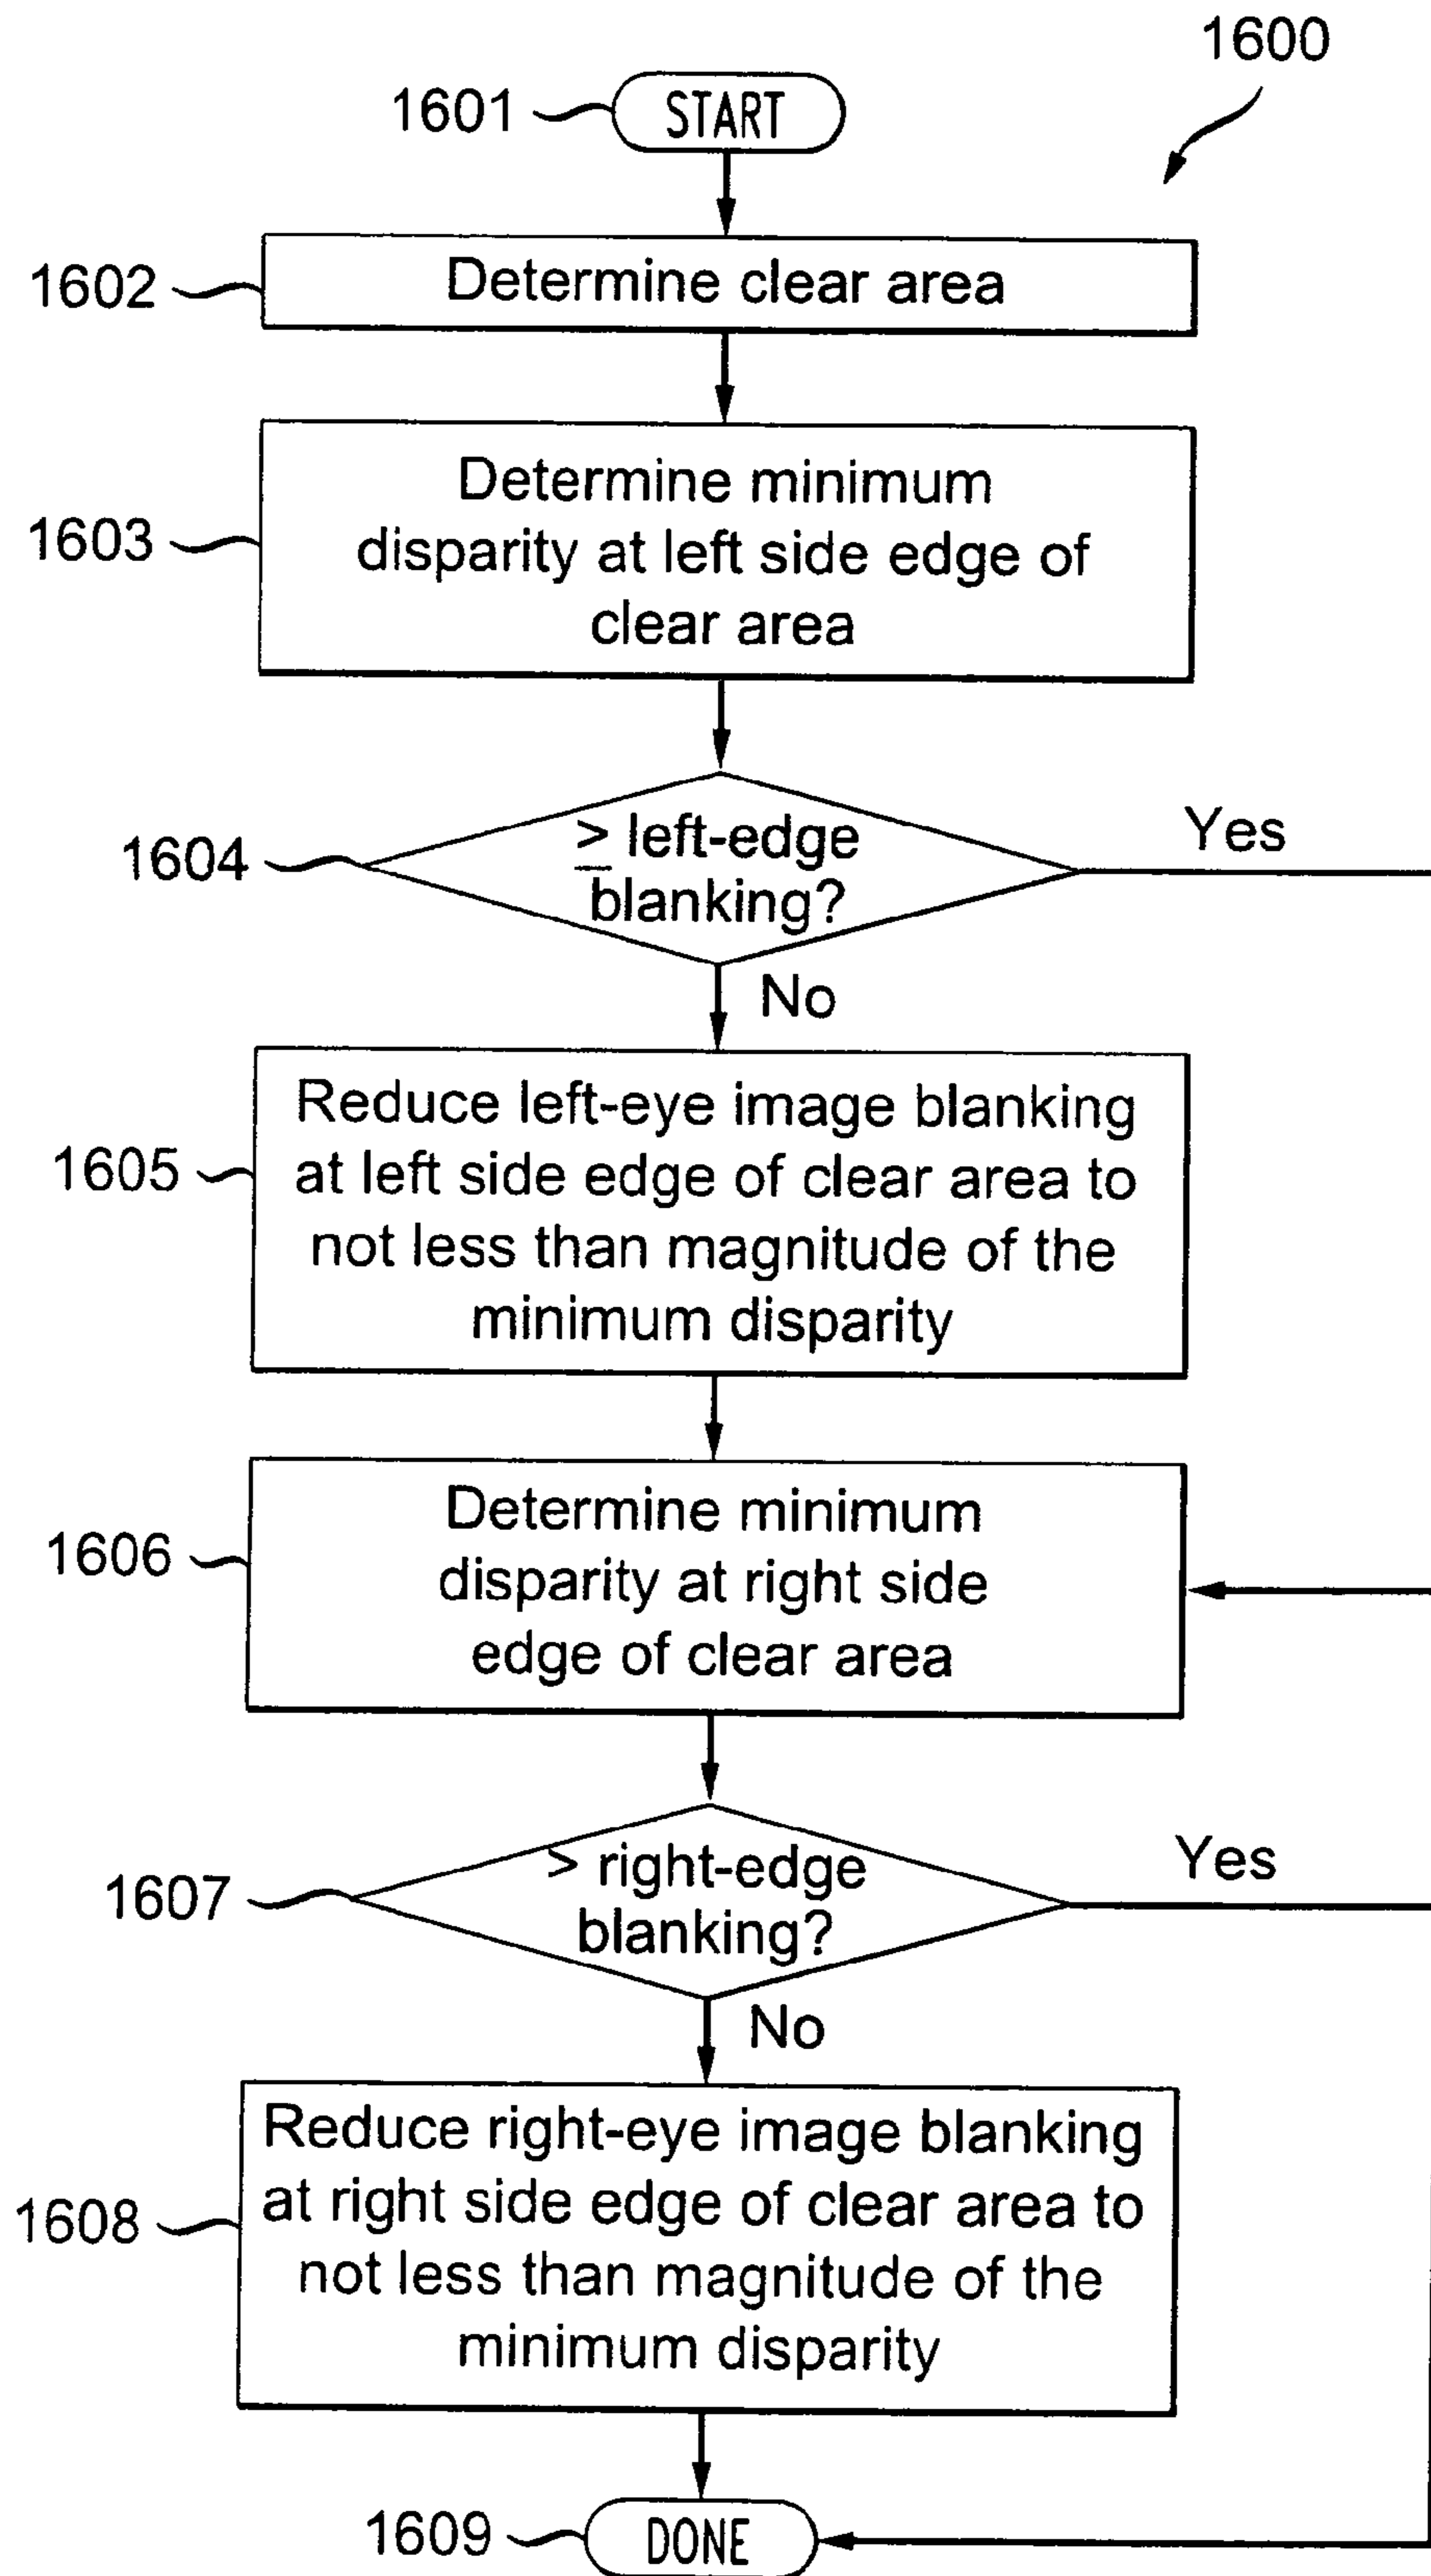 1600
1601
START
1602
Determine clear area
1603
Determine minimum
disparity at left side edge of
clear area
1604
≥ left-edge
blanking?
Yes
No
1605
Reduce left-eye image blanking
at left side edge of clear area to
not less than magnitude of the
minimum disparity
1606
Determine minimum
disparity at right side
edge of clear area
1607
> right-edge
blanking?
Yes
No
1608
Reduce right-eye image blanking
at right side edge of clear area to
not less than magnitude of the
minimum disparity
1609
DONE